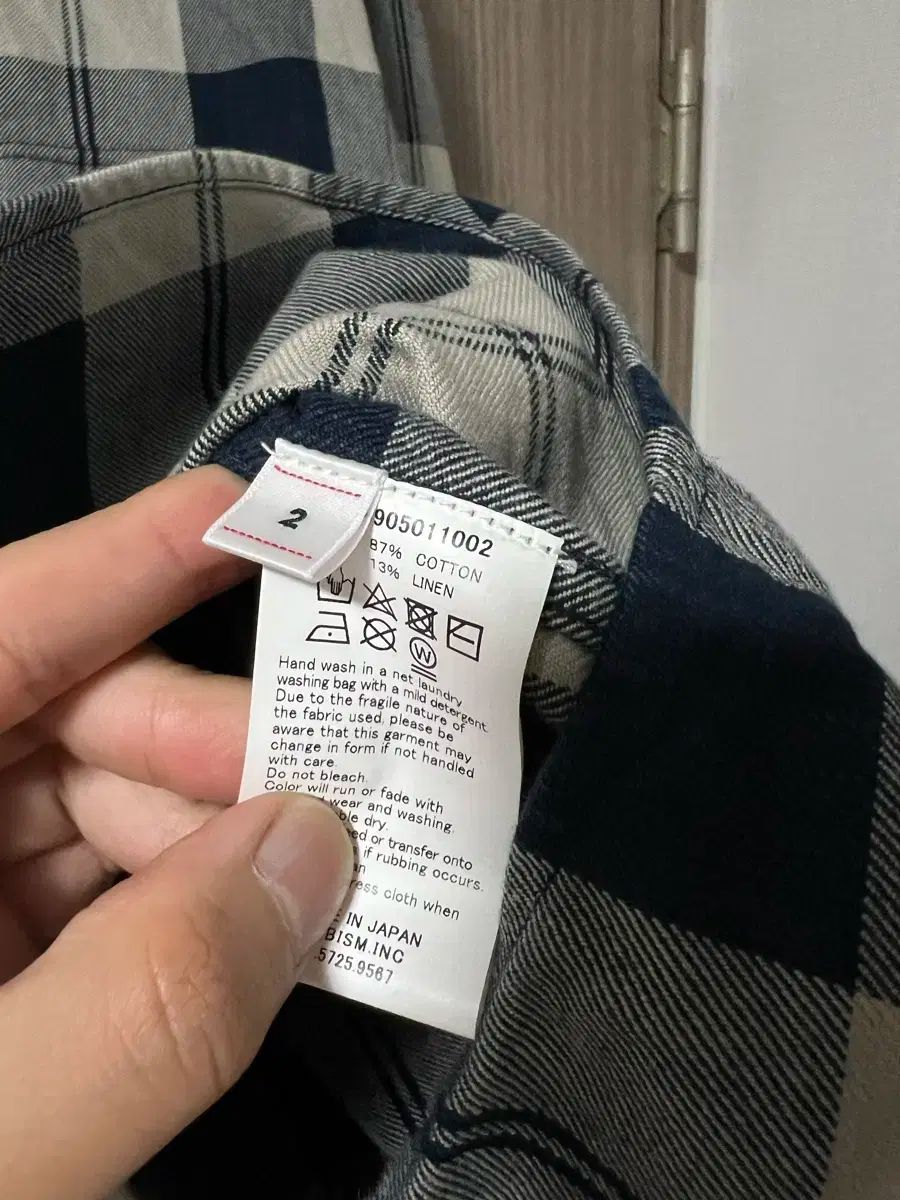 2
905011002
87% COTTON
13% LINEN
W
Hand wash in a net laundry
washing bag with a mild detergent
Due to the fragile nature of
the fabric used, please be
aware that this garment may
change in form if not handled
with care.
Do not bleach.
Color will run or fade with
wear and washing.
dry.
or transfer onto
if rubbing occurs.
cloth when
IN JAPAN
BISM.INC
.5725.9567